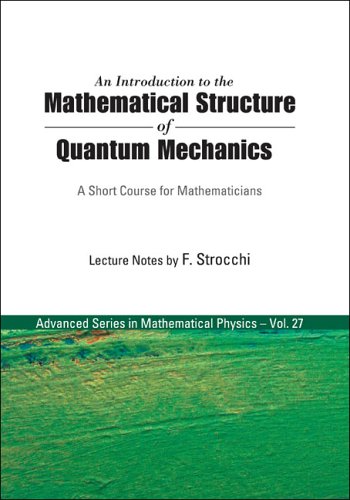 An Introduction to the
Mathematical Structure
of
Quantum Mechanics
A Short Course for Mathematicians
Lecture Notes by F. Strocchi
Advanced Series in Mathematical Physics – Vol. 27